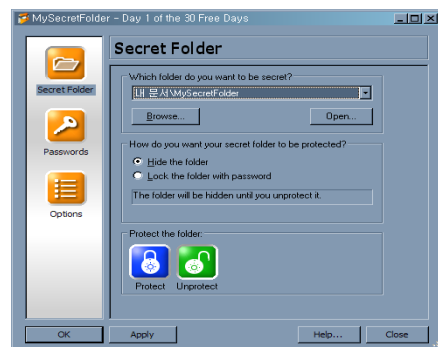 MySecretFolder - Day 1 of the 30 Free Days
Secret Folder
Secret Folder
Passwords
Options
Which folder do you want to be secret?
내 문서\MySecretFolder
Browse...
Open...
How do you want your secret folder to be protected?
Hide the folder
Lock the folder with password
The folder will be hidden until you unprotect it.
Protect the folder:
Protect
Unprotect
OK
Apply
Help...
Close